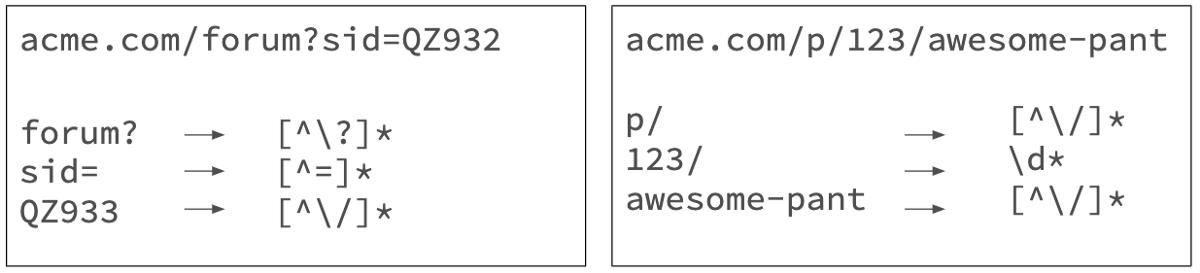 acme.com/forum?sid=QZ932
forum? → [^\?]*
sid= → [^=]*
QZ933 → [^\/]*
acme.com/p/123/awesome-pant
p/ → [^\/]*
123/ → \d*
awesome-pant → [^\/]*